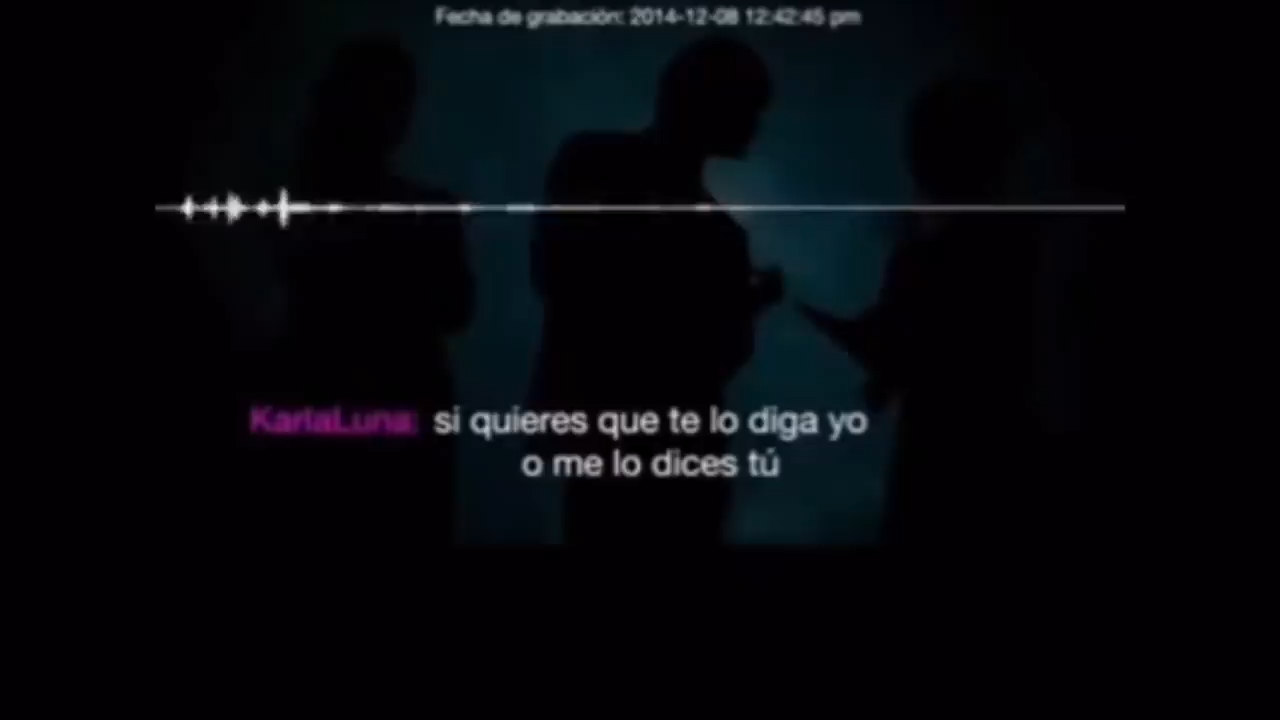 Fecha de grabación: 2014-12-08 12:42:45 pm
KarlaLuna: si quieres que te lo diga yo
o me lo dices tú